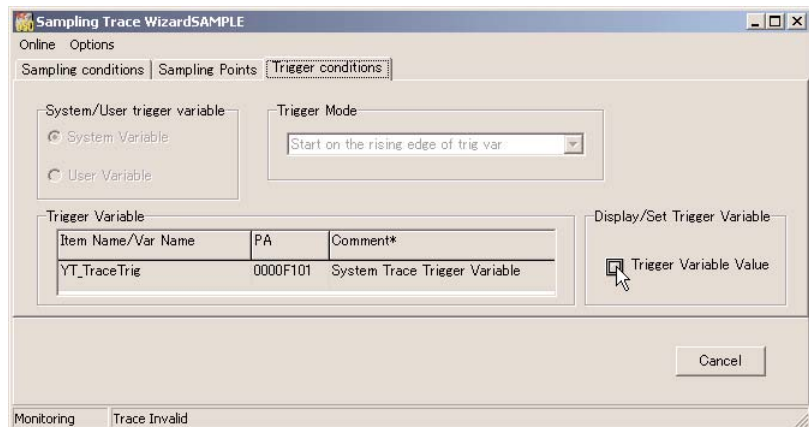 Sampling Trace WizardSAMPLE
Online Options
Sampling conditions Sampling Points Trigger conditions
System/User trigger variable
System Variable
User Variable
Trigger Mode
Start on the rising edge of trig var
Trigger Variable
Item Name/Var Name PA Comment*
YT_TraceTrig 0000F101 System Trace Trigger Variable
Display/Set Trigger Variable
Trigger Variable Value
Cancel
Monitoring Trace Invalid